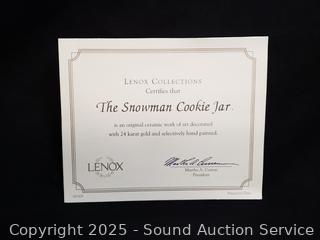 LENOX COLLECTIONS
Certifies that
The Snowman Cookie Jar
is an original ceramic work of art decorated
with 24 karat gold and selectively hand painted.
LENOX
Martha A. Curren
President
Copyright 2025 - Sound Auction Service